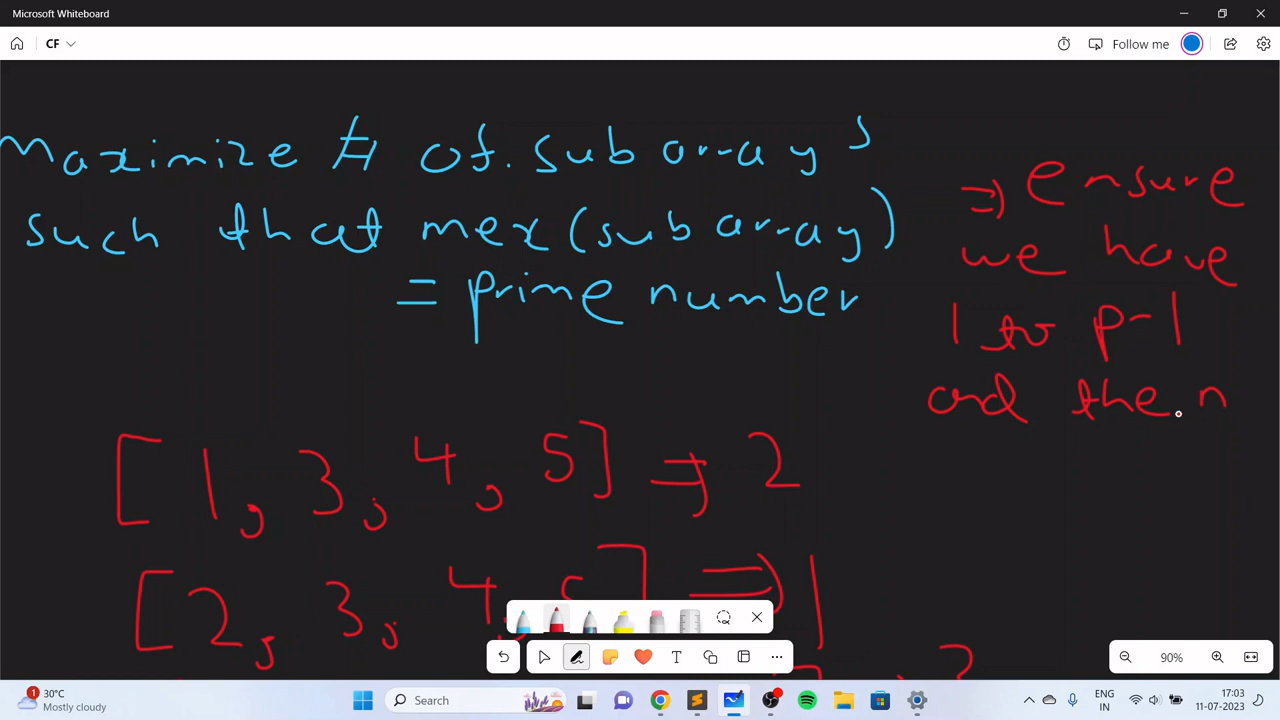 Microsoft Whiteboard
CF
Follow me
Maximize # of subarrays
such that mex(subarray)
= prime number
=) ensure
we have
1 to p-1
and then
[1, 3, 4, 5] => 2
[2, 3, 4, 5] => 1
90%
1
30°C
Mostly cloudy
Search
ENG
IN
17:03
11-07-2023